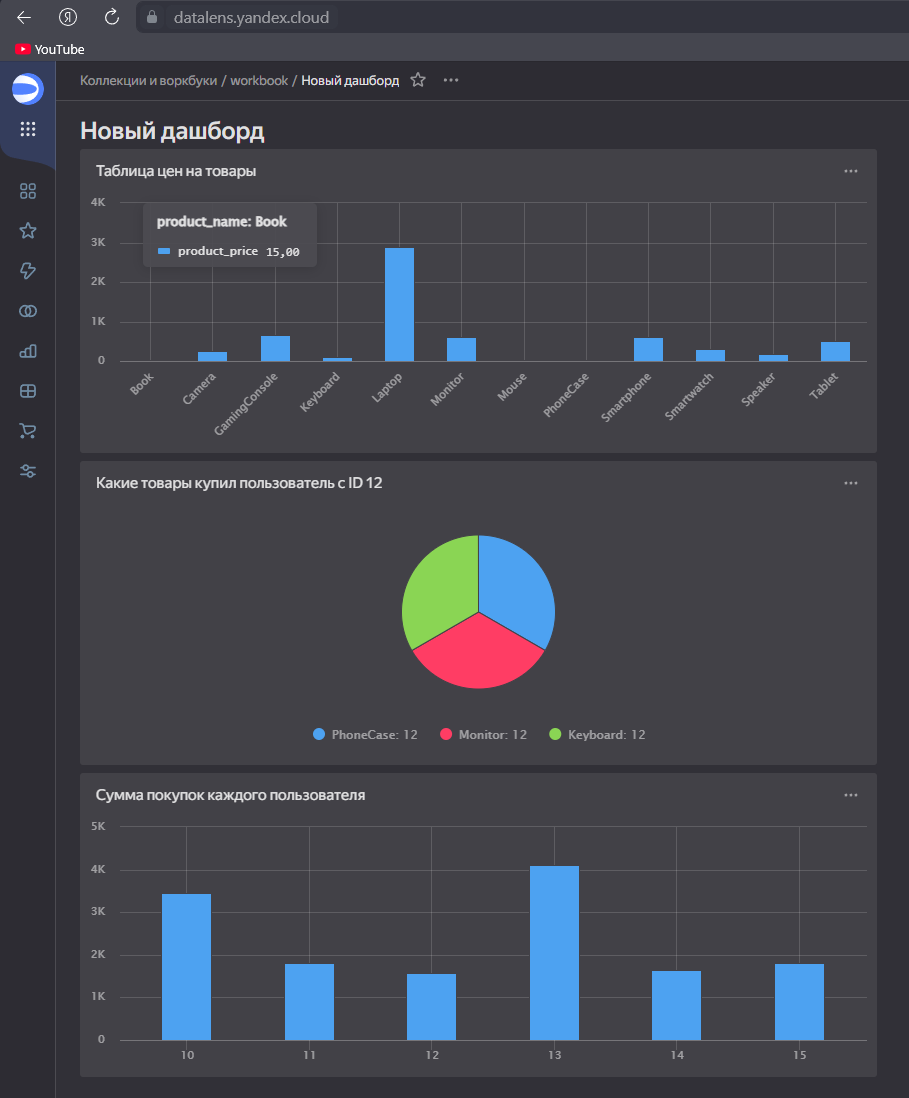 datalens.yandex.cloud
YouTube
Коллекции и воркбуки / workbook / Новый дашборд
Новый дашборд
Таблица цен на товары
4K
3K
2K
1K
0
product_name: Book
product_price 15,00
Book
Camera
GamingConsole
Keyboard
Laptop
Monitor
Mouse
PhoneCase
Smartphone
Smartwatch
Speaker
Tablet
Какие товары купил пользователь с ID 12
PhoneCase: 12 Monitor: 12 Keyboard: 12
Сумма покупок каждого пользователя
5K
4K
3K
2K
1K
0
10 11 12 13 14 15